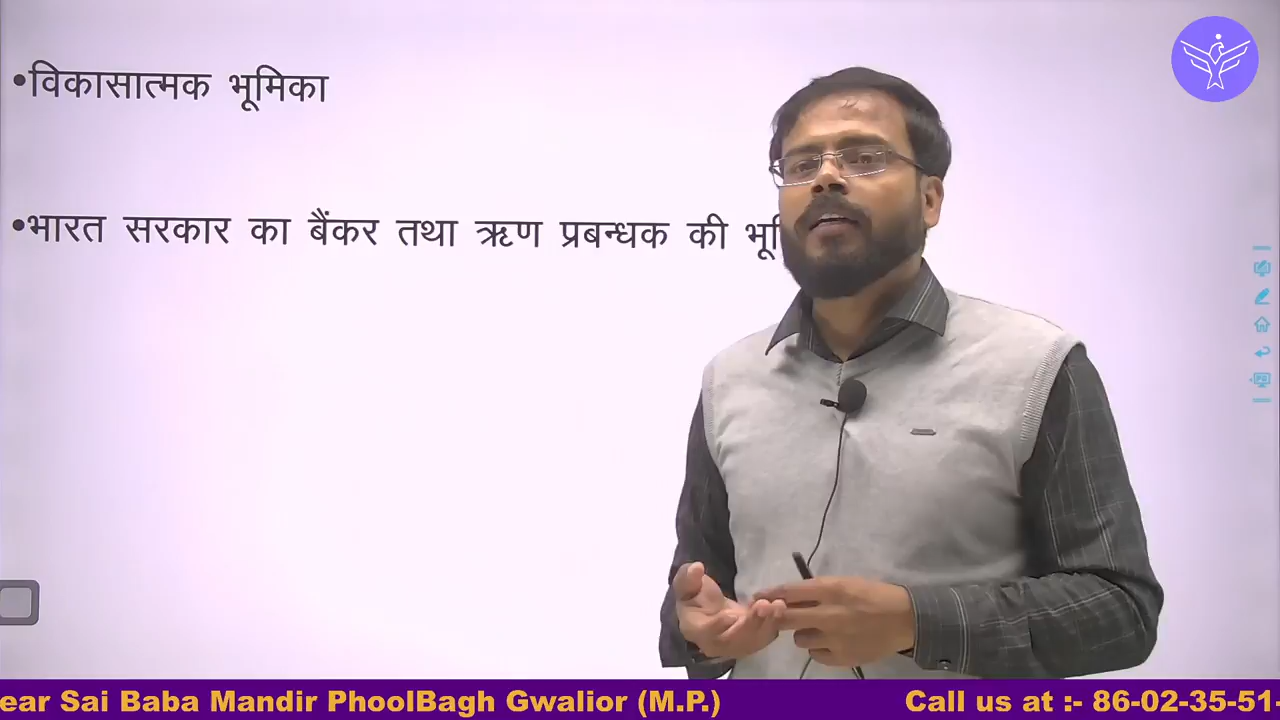 •विकासात्मक भूमिका
•भारत सरकार का बैंकर तथा ऋण प्रबन्धक की
ear Sai Baba Mandir PhoolBagh Gwalior (M.P.) Call us at :- 86-02-35-51-